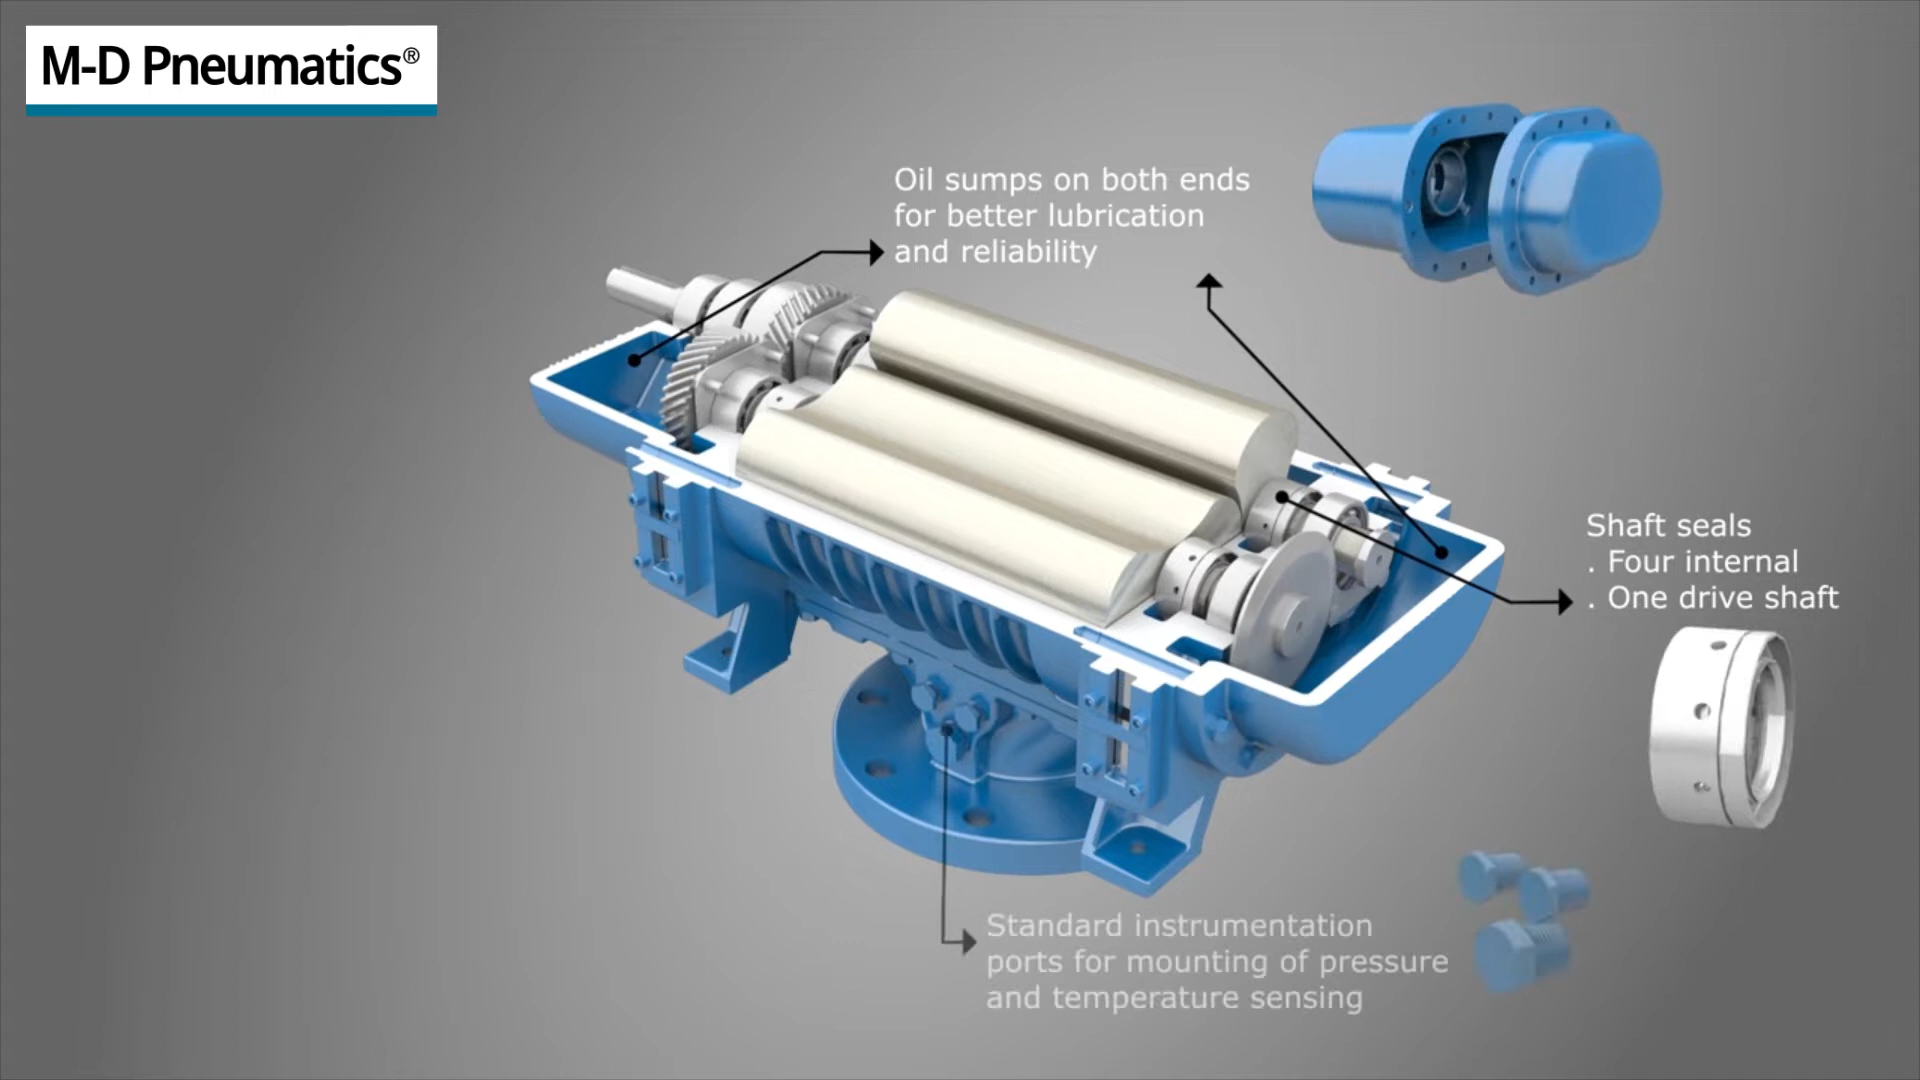 M-D Pneumatics®
Oil sumps on both ends
for better lubrication
and reliability
Shaft seals
. Four internal
. One drive shaft
Standard instrumentation
ports for mounting of pressure
and temperature sensing